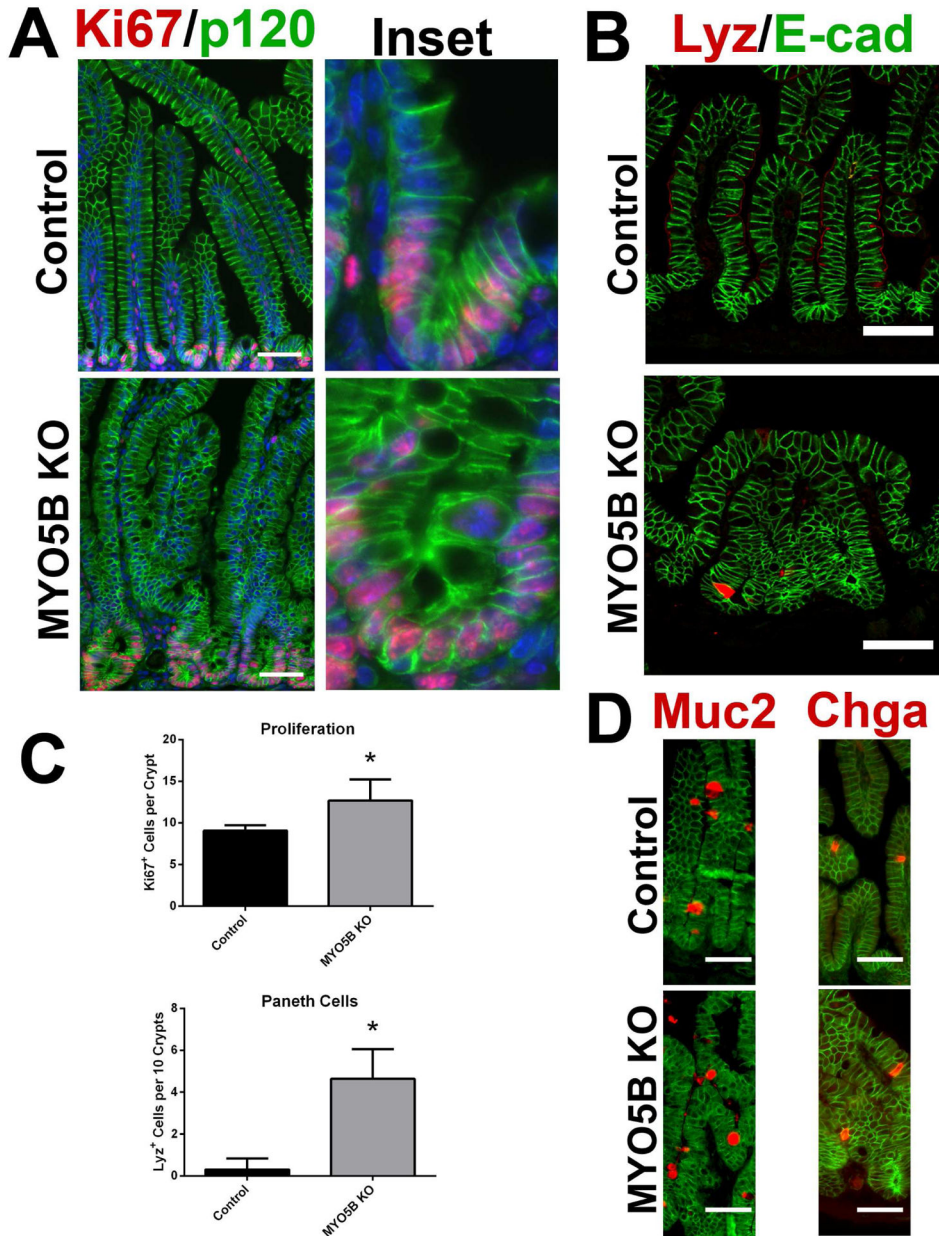 A
Ki67/p120
Inset
Control
MYO5B KO
B
Lyz/E-cad
Control
MYO5B KO
C
Proliferation
Ki67+ Cells per Crypt
20
15
10
5
0
*
Control
MYO5B KO
Paneth Cells
Lyz+ Cells per 10 Crypts
8
6
4
2
0
*
Control
MYO5B KO
D
Muc2
Chga
Control
MYO5B KO